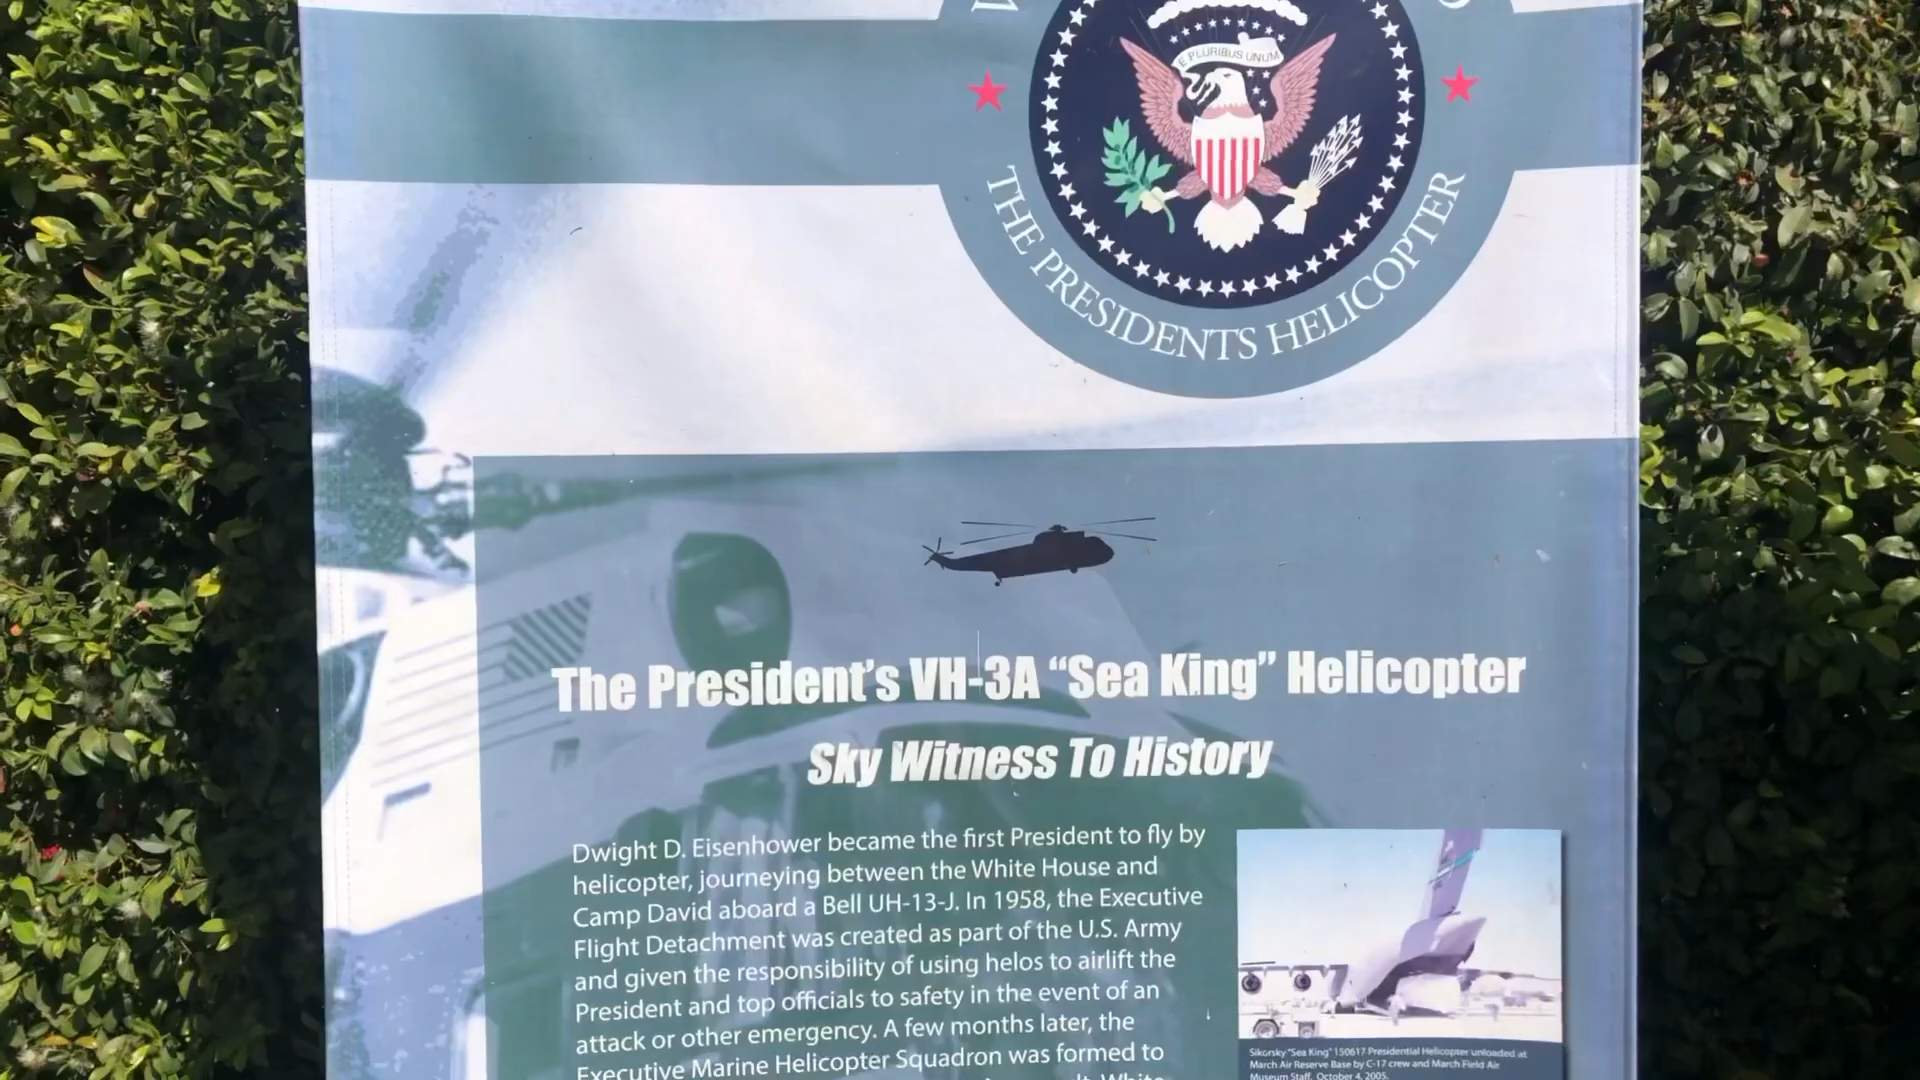 E PLURIBUS UNUM
THE PRESIDENTS HELICOPTER
The President's VH-3A “Sea King” Helicopter
Sky Witness To History
Dwight D. Eisenhower became the first President to fly by
helicopter, journeying between the White House and
Camp David aboard a Bell UH-13-J. In 1958, the Executive
Flight Detachment was created as part of the U.S. Army
and given the responsibility of using helos to airlift the
President and top officials to safety in the event of an
attack or other emergency. A few months later, the
Executive Marine Helicopter Squadron was formed to
White
Sikorsky "Sea King" 150617 Presidential Helicopter unloaded at
March Air Reserve Base by C-17 crew and March Field Air
Museum Staff, October 4, 2005.